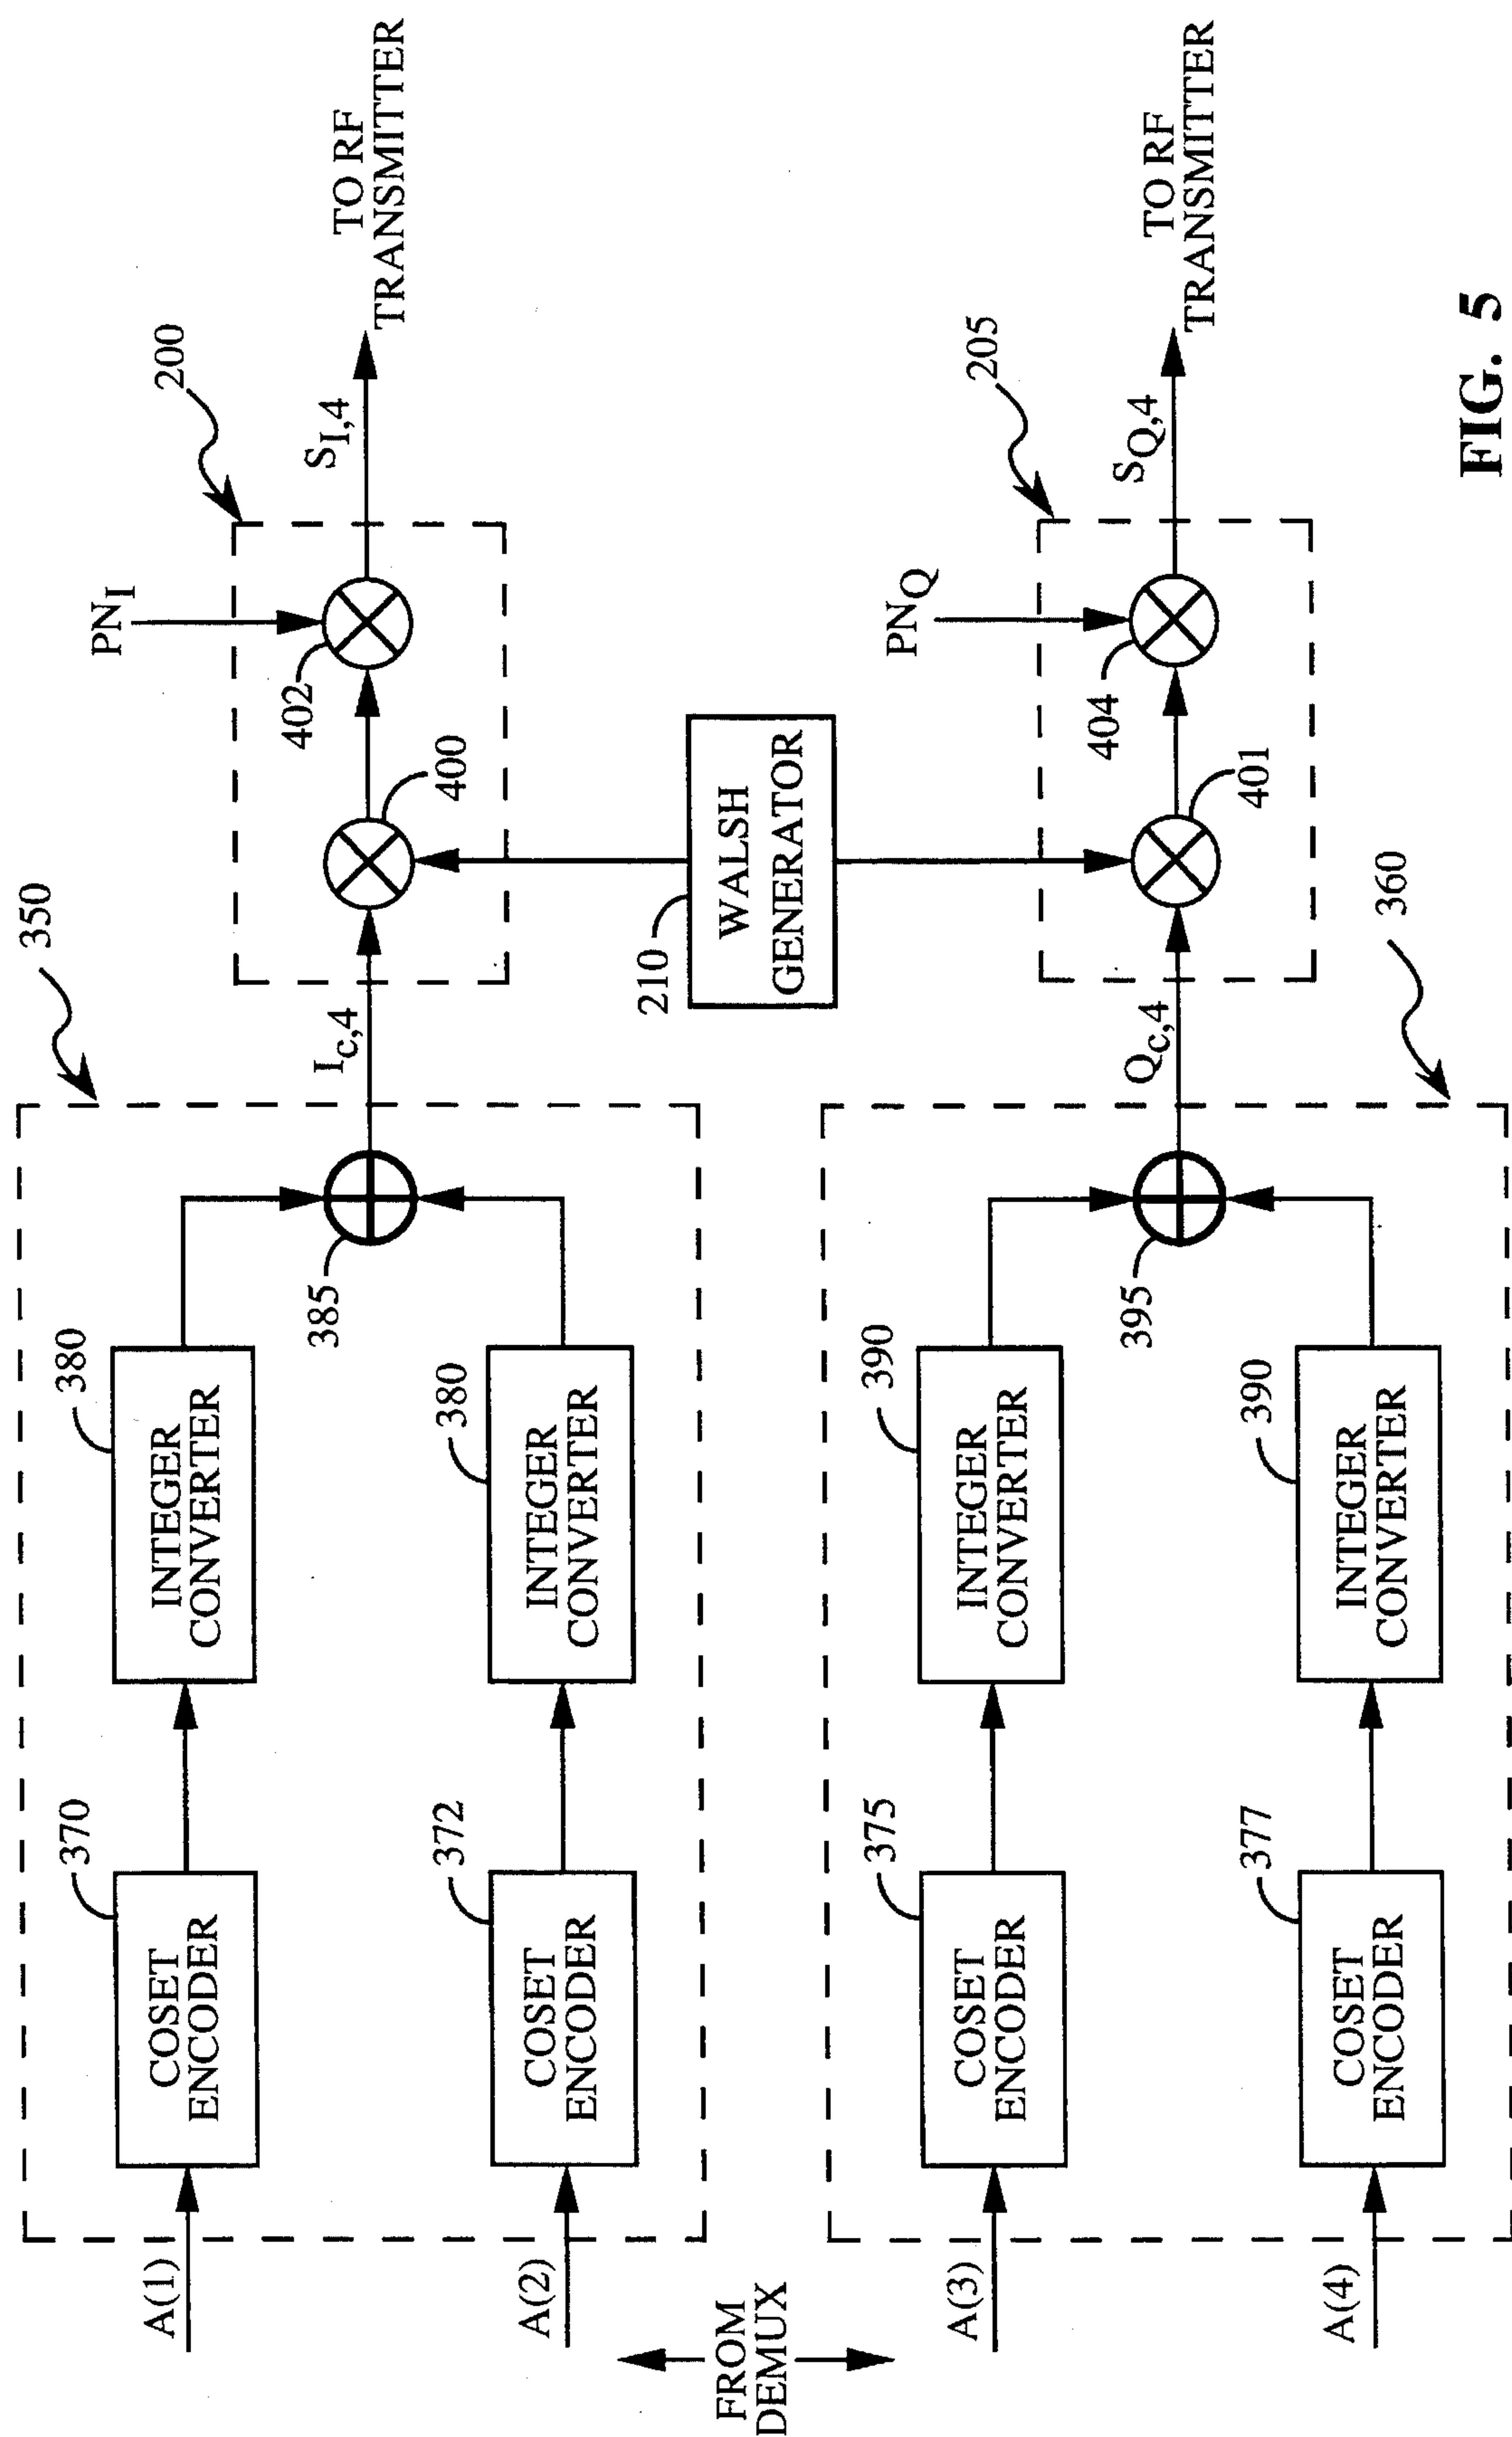 350
A(1)
COSET
ENCODER
370
INTEGER
CONVERTER
380
A(2)
COSET
ENCODER
372
INTEGER
CONVERTER
380
385
I_c,4
PN_I
400
402
200
S_I,4
TO RF
TRANSMITTER
FROM
DEMUX
210
WALSH
GENERATOR
A(3)
COSET
ENCODER
375
INTEGER
CONVERTER
390
A(4)
COSET
ENCODER
377
INTEGER
CONVERTER
390
395
360
Q_c,4
PN_Q
401
404
205
S_Q,4
TO RF
TRANSMITTER
FIG. 5